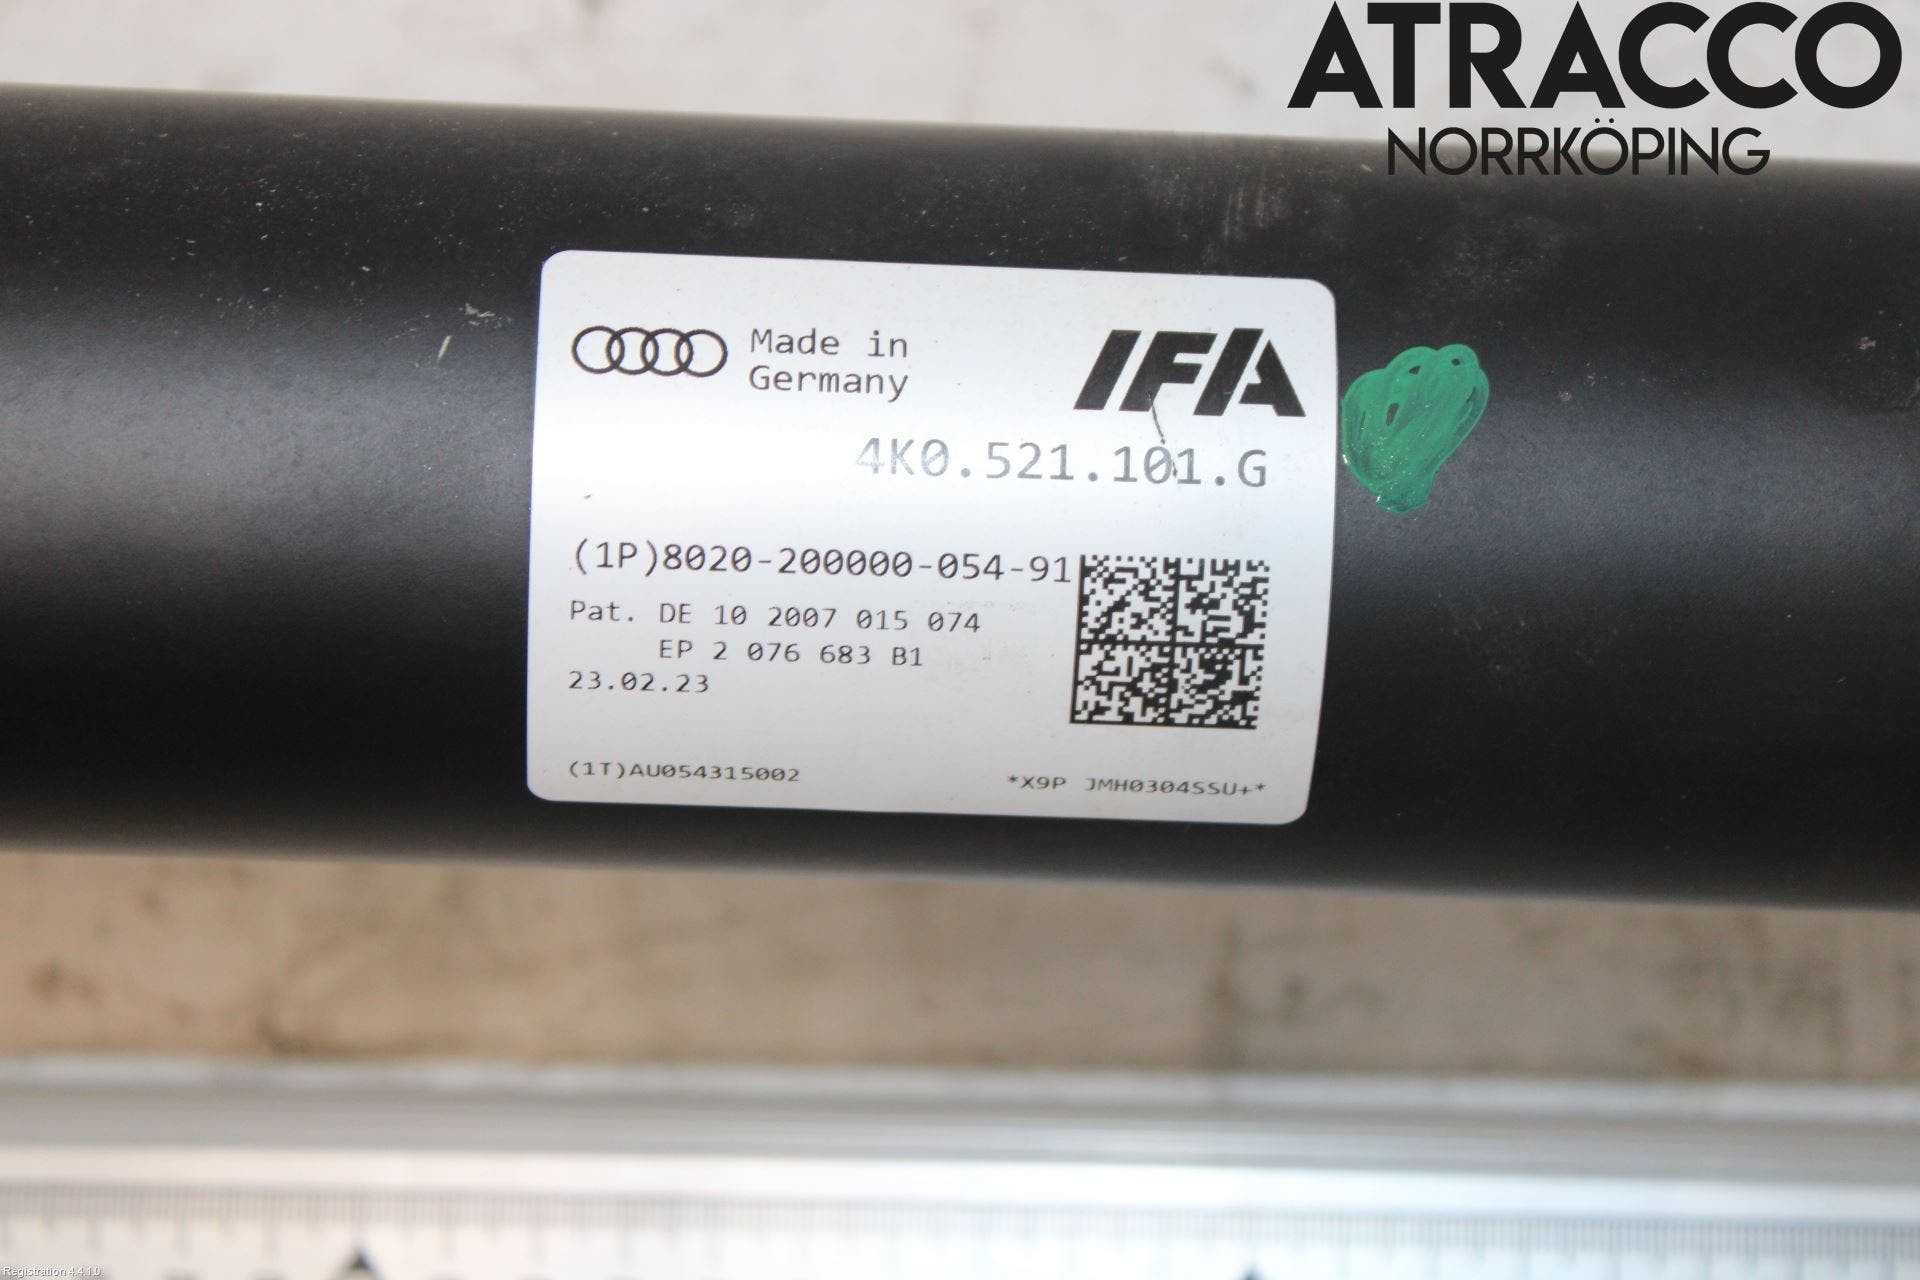 ATRACCO
NORRKÖPING
Made in
Germany
IFA
4K0.521.101.G
(1P)8020-200000-054-91
Pat. DE 10 2007 015 074
EP 2 076 683 B1
23.02.23
(1T)AU054315002
*X9P JMH0304SSU+*
Registration 4.4.1.0